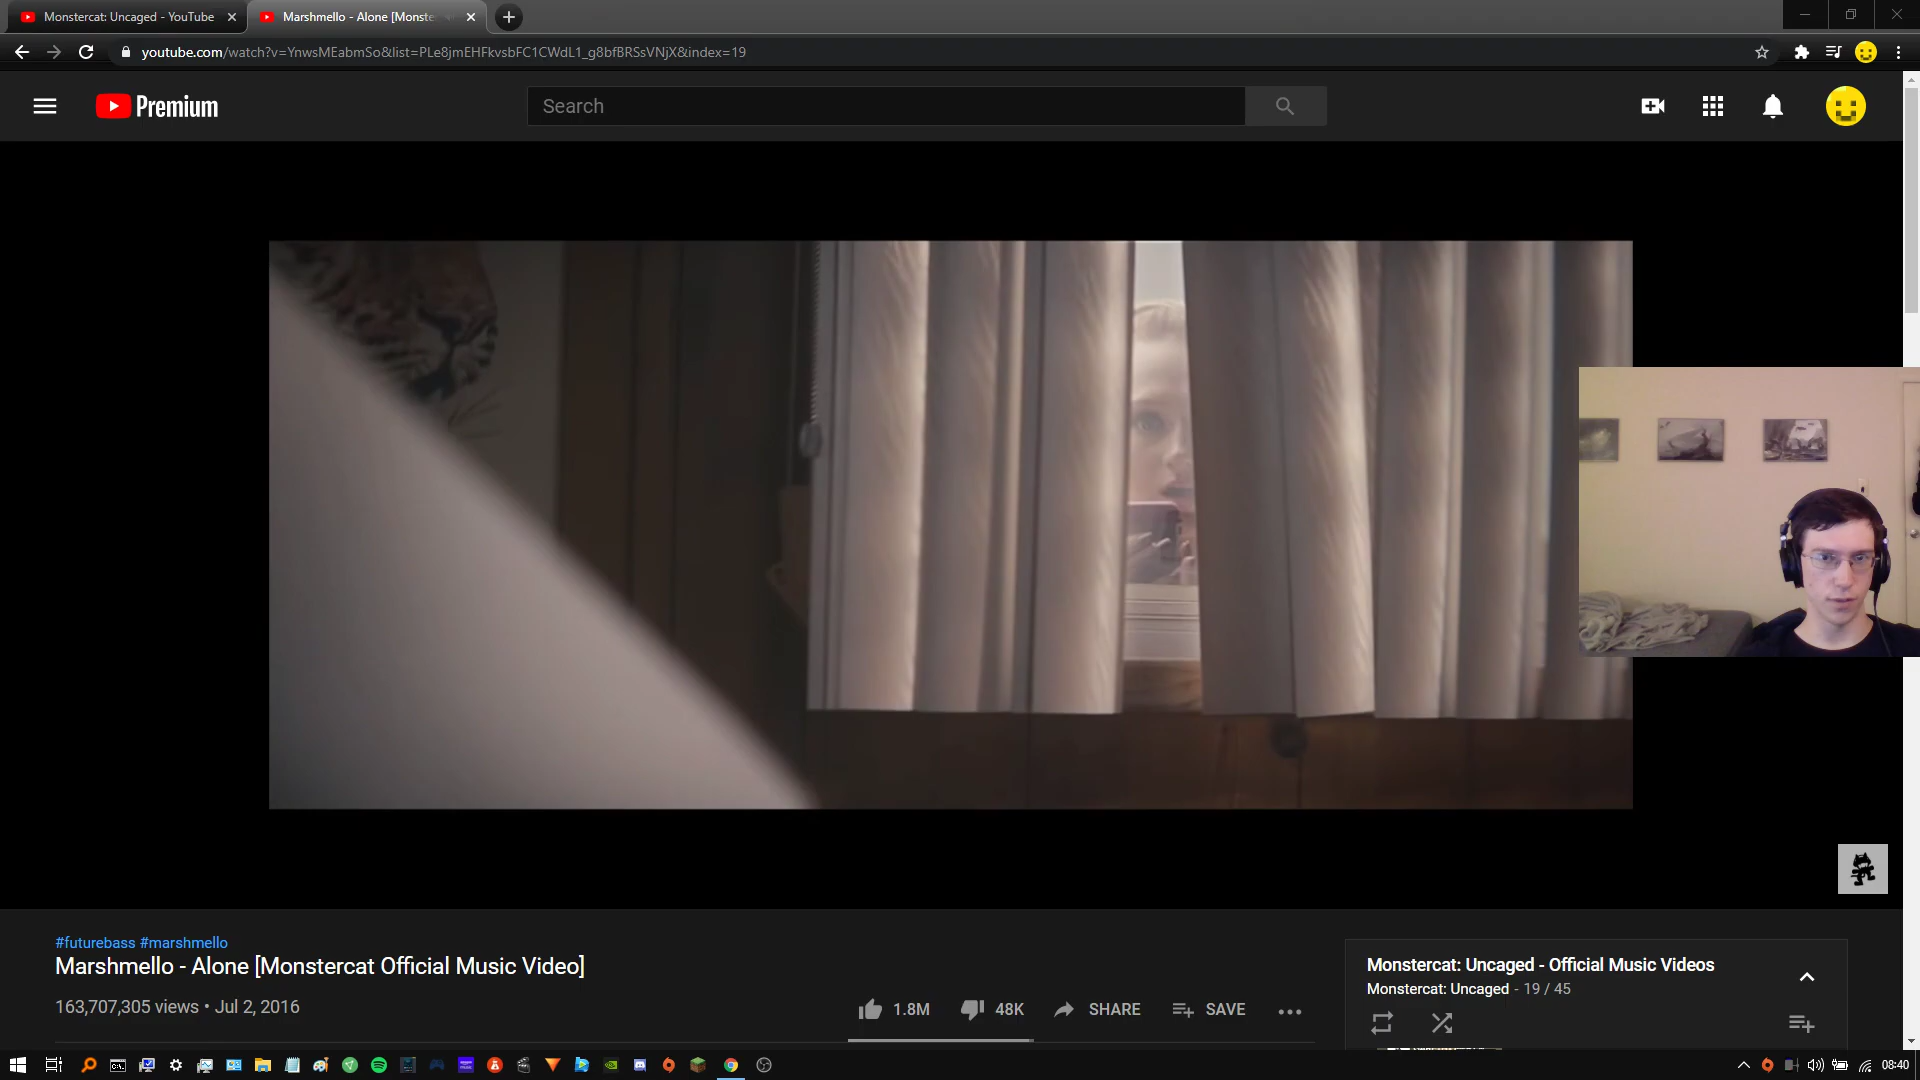 Monstercat: Uncaged - YouTube
Marshmello - Alone [Monste
youtube.com/watch?v=YnwsMEabmSo&list=PLe8jmEHFkvsbFC1CWdL1_g8bfBRSsVNjX&index=19
Premium
Search
#futurebass #marshmello
Marshmello - Alone [Monstercat Official Music Video]
163,707,305 views • Jul 2, 2016
1.8M
48K
SHARE
SAVE
Monstercat: Uncaged - Official Music Videos
Monstercat: Uncaged - 19 / 45
08:40